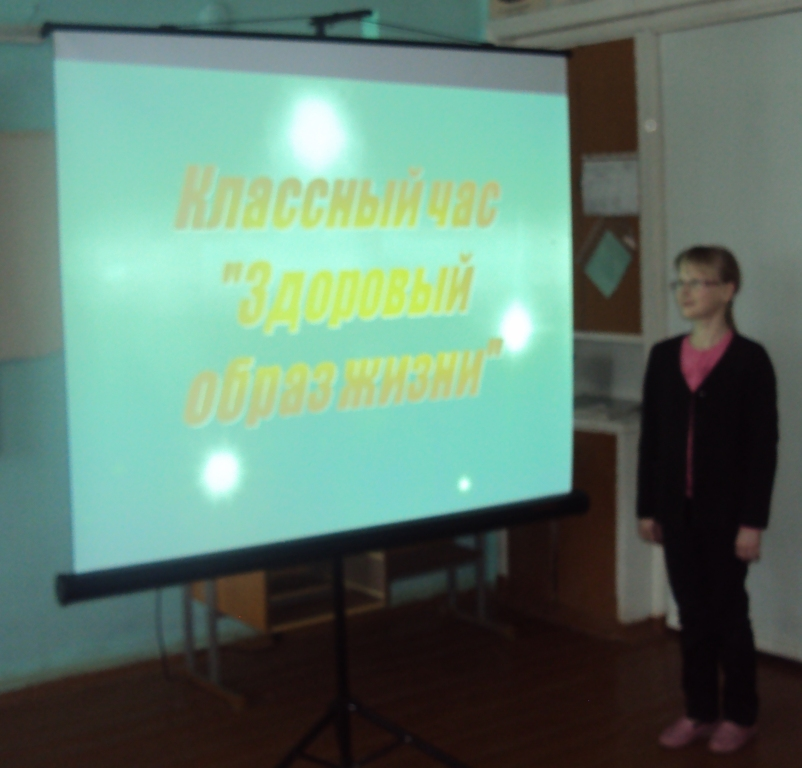 Классный час
"Здоровый
образ жизни"